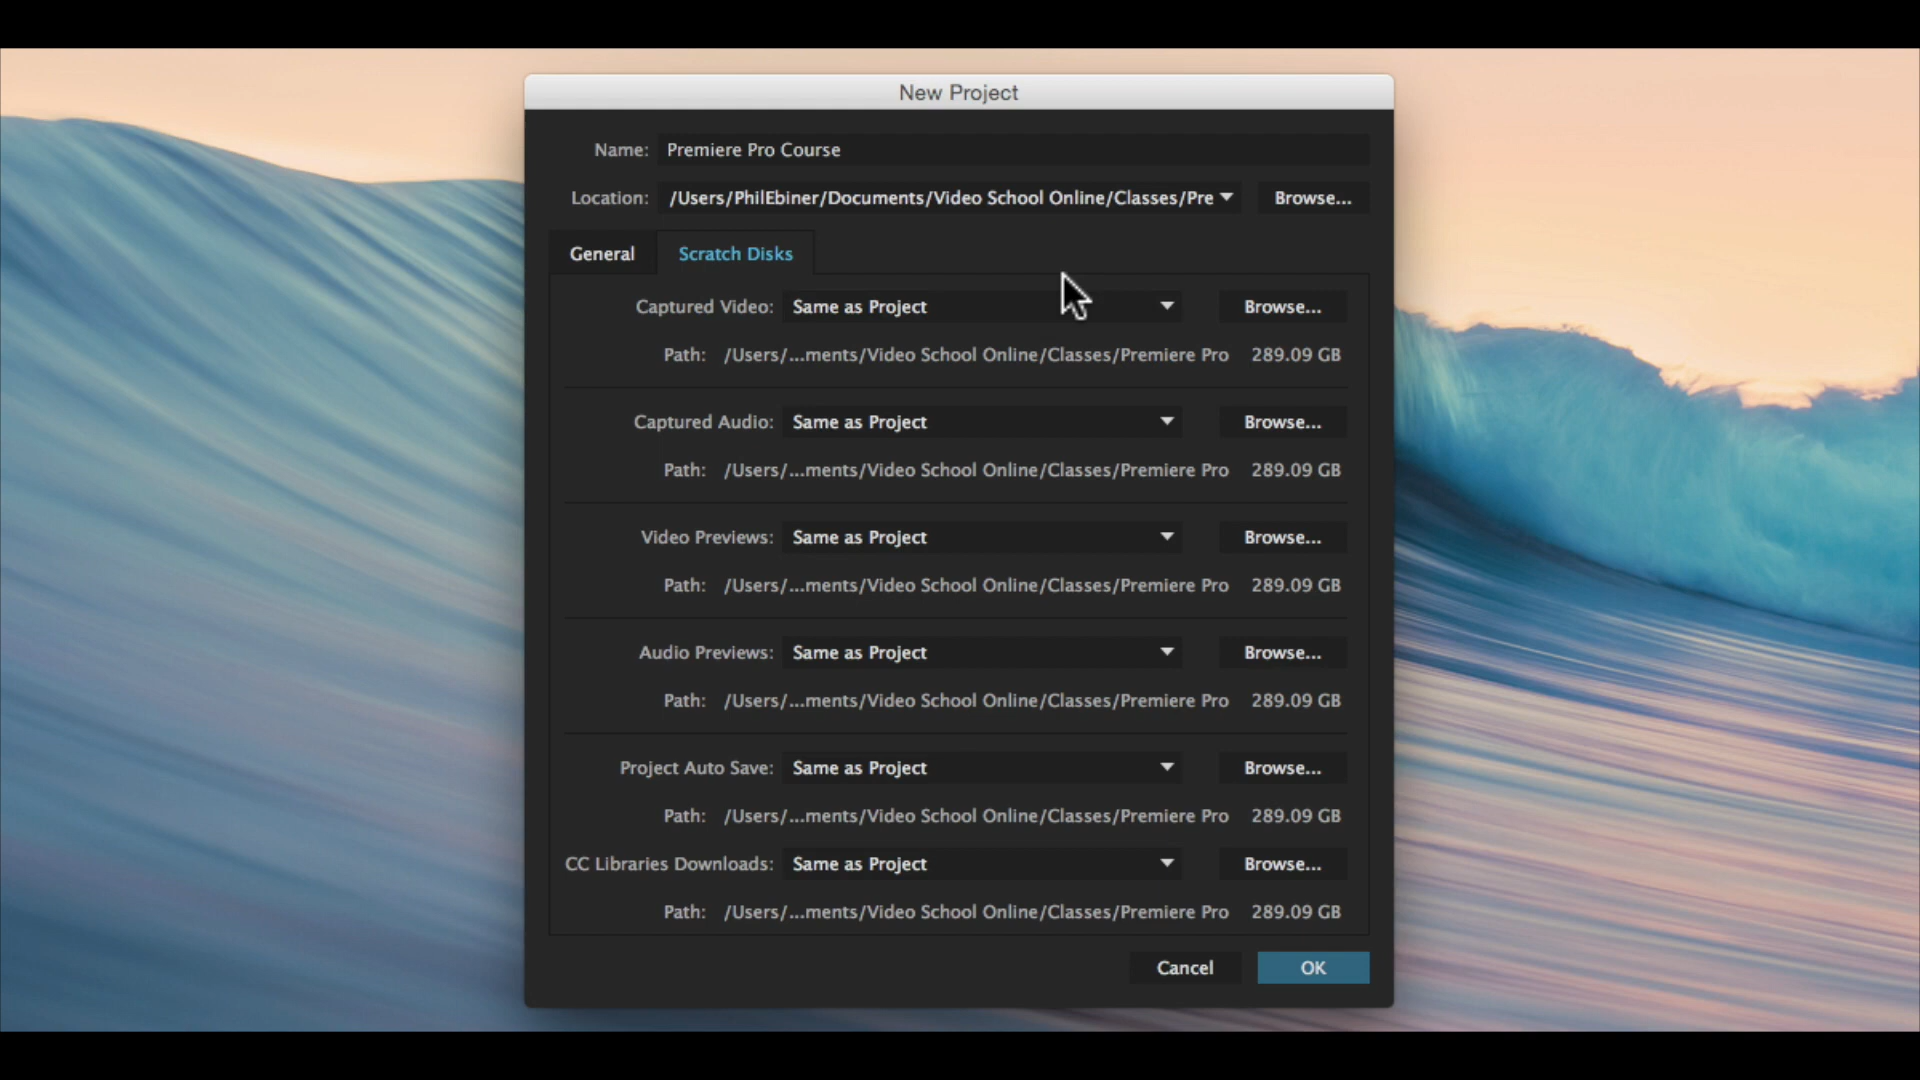 New Project
Name: Premiere Pro Course
Location: /Users/PhilEbiner/Documents/Video School Online/Classes/Pre Browse...
General Scratch Disks
Captured Video: Same as Project Browse...
Path: /Users/...ments/Video School Online/Classes/Premiere Pro 289.09 GB
Captured Audio: Same as Project Browse...
Path: /Users/...ments/Video School Online/Classes/Premiere Pro 289.09 GB
Video Previews: Same as Project Browse...
Path: /Users/...ments/Video School Online/Classes/Premiere Pro 289.09 GB
Audio Previews: Same as Project Browse...
Path: /Users/...ments/Video School Online/Classes/Premiere Pro 289.09 GB
Project Auto Save: Same as Project Browse...
Path: /Users/...ments/Video School Online/Classes/Premiere Pro 289.09 GB
CC Libraries Downloads: Same as Project Browse...
Path: /Users/...ments/Video School Online/Classes/Premiere Pro 289.09 GB
Cancel OK